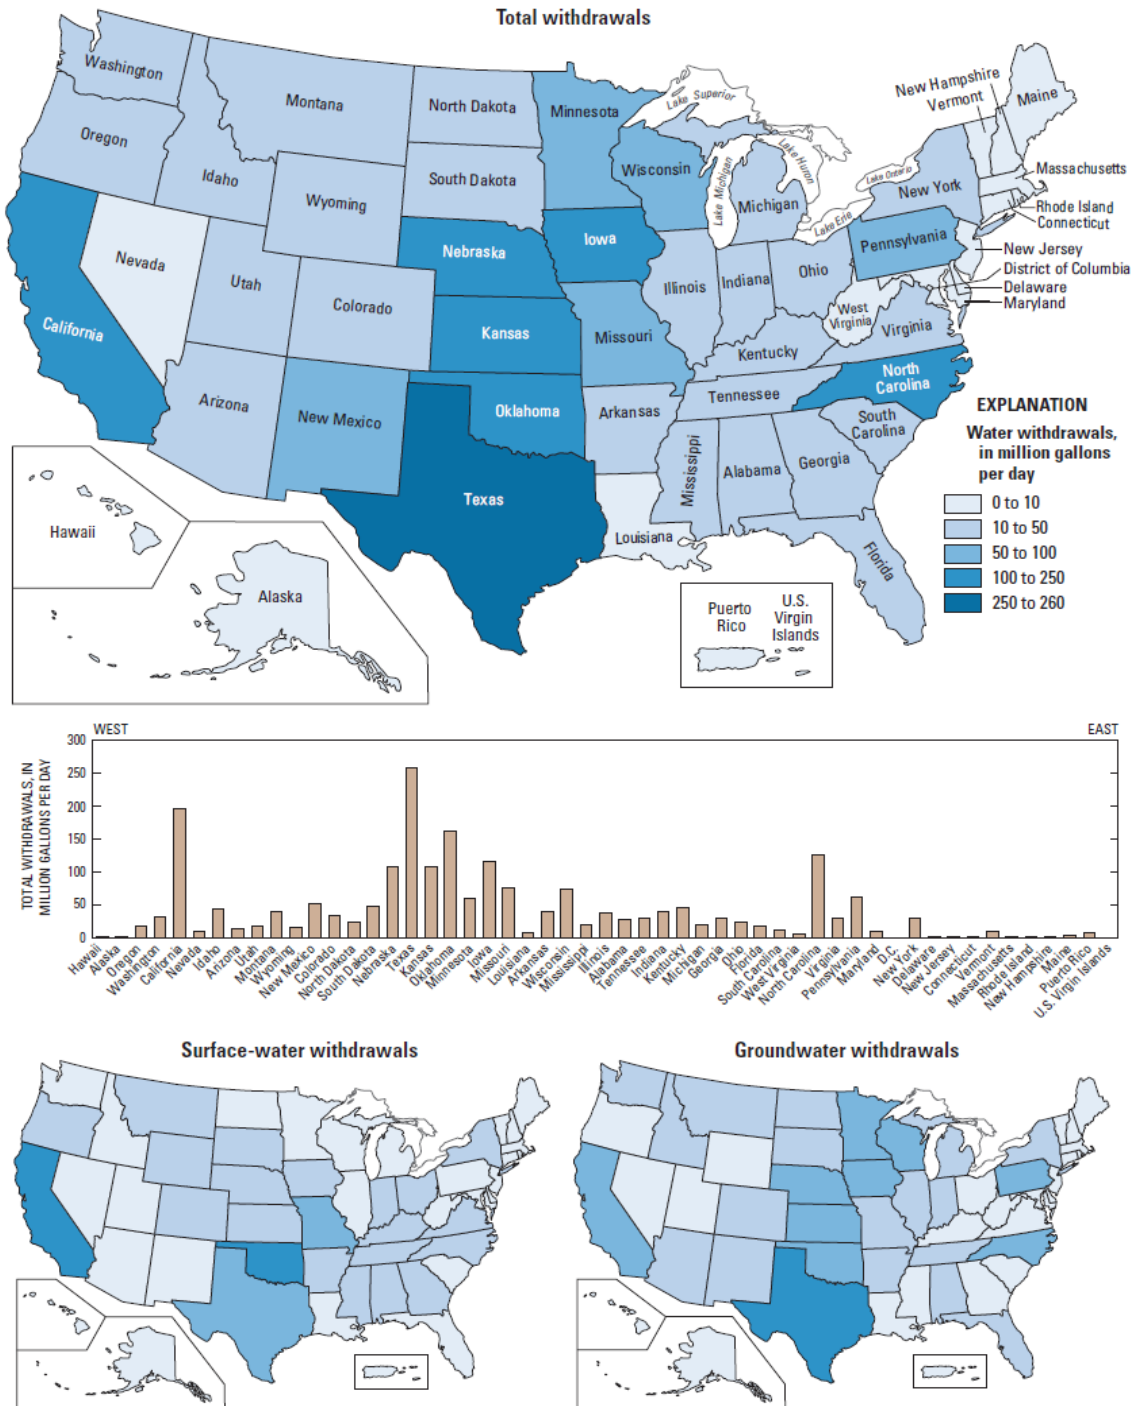 Total withdrawals
Washington
Montana
North Dakota
Minnesota
Lake Superior
New Hampshire
Vermont
Maine
Oregon
Idaho
Wyoming
South Dakota
Wisconsin
Lake Michigan
Lake Huron
Michigan
Lake Ontario
Lake Erie
New York
Massachusetts
Rhode Island
Connecticut
Pennsylvania
New Jersey
District of Columbia
Delaware
Maryland
Nevada
Utah
Colorado
Nebraska
Iowa
Illinois
Indiana
Ohio
West
Virginia
Virginia
California
Kansas
Missouri
Kentucky
North
Carolina
Arizona
New Mexico
Oklahoma
Arkansas
Tennessee
South
Carolina
Mississippi
Alabama
Georgia
Texas
Louisiana
Florida
Hawaii
Alaska
Puerto
Rico
U.S.
Virgin
Islands
EXPLANATION
Water withdrawals,
in million gallons
per day
0 to 10
10 to 50
50 to 100
100 to 250
250 to 260
WEST
EAST
TOTAL WITHDRAWALS, IN
MILLION GALLONS PER DAY
300
250
200
150
100
50
0
Hawaii
Alaska
Oregon
Washington
California
Nevada
Idaho
Arizona
Utah
Montana
Wyoming
New Mexico
Colorado
North Dakota
South Dakota
Nebraska
Texas
Kansas
Oklahoma
Minnesota
Iowa
Missouri
Louisiana
Arkansas
Wisconsin
Mississippi
Illinois
Alabama
Tennessee
Indiana
Kentucky
Michigan
Georgia
Ohio
Florida
South Carolina
West Virginia
North Carolina
Virginia
Pennsylvania
Maryland
D.C.
New York
Delaware
New Jersey
Connecticut
Vermont
Massachusetts
Rhode Island
New Hampshire
Maine
Puerto Rico
U.S. Virgin Islands
Surface-water withdrawals
Groundwater withdrawals